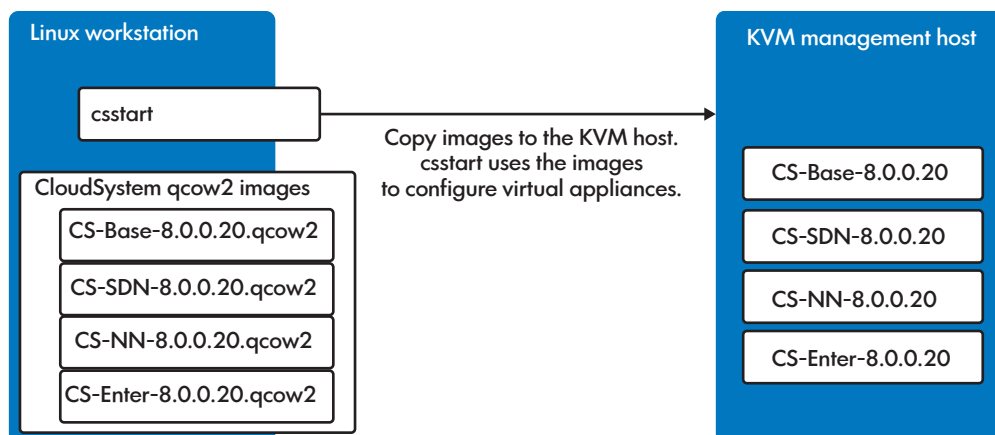 Linux workstation
csstart
CloudSystem qcow2 images
CS-Base-8.0.0.20.qcow2
CS-SDN-8.0.0.20.qcow2
CS-NN-8.0.0.20.qcow2
CS-Enter-8.0.0.20.qcow2
Copy images to the KVM host.
csstart uses the images
to configure virtual appliances.
KVM management host
CS-Base-8.0.0.20
CS-SDN-8.0.0.20
CS-NN-8.0.0.20
CS-Enter-8.0.0.20